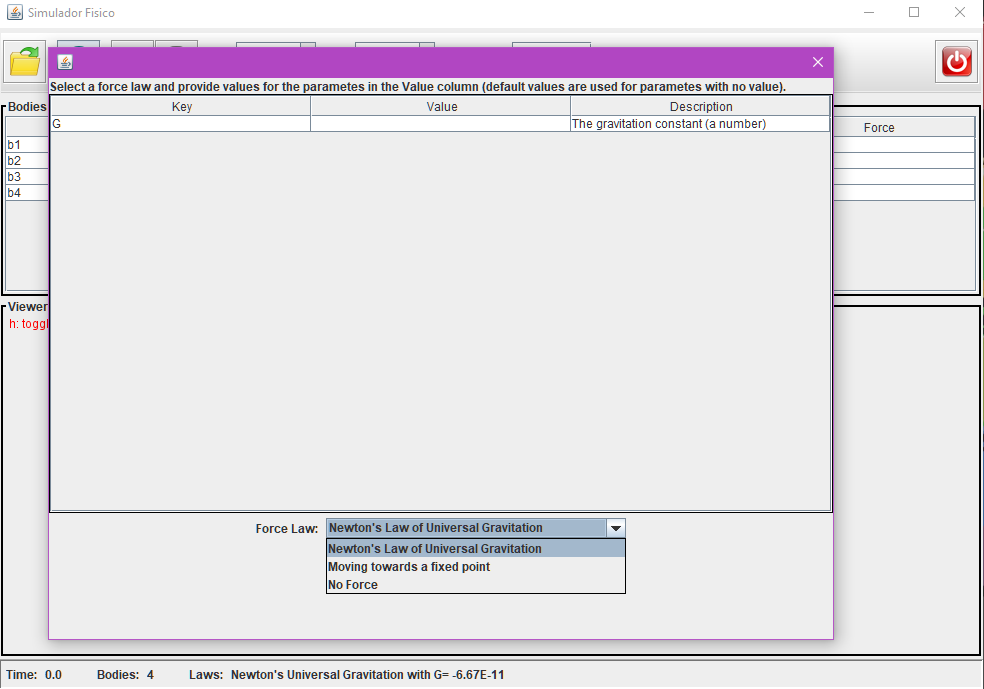 Simulador Fisico
Select a force law and provide values for the parametes in the Value column (default values are used for parametes with no value).
Key Value Description
G The gravitation constant (a number)
Bodies
Force
b1
b2
b3
b4
Viewer
h: toggl
Force Law: Newton's Law of Universal Gravitation
Newton's Law of Universal Gravitation
Moving towards a fixed point
No Force
Time: 0.0 Bodies: 4 Laws: Newton's Universal Gravitation with G= -6.67E-11